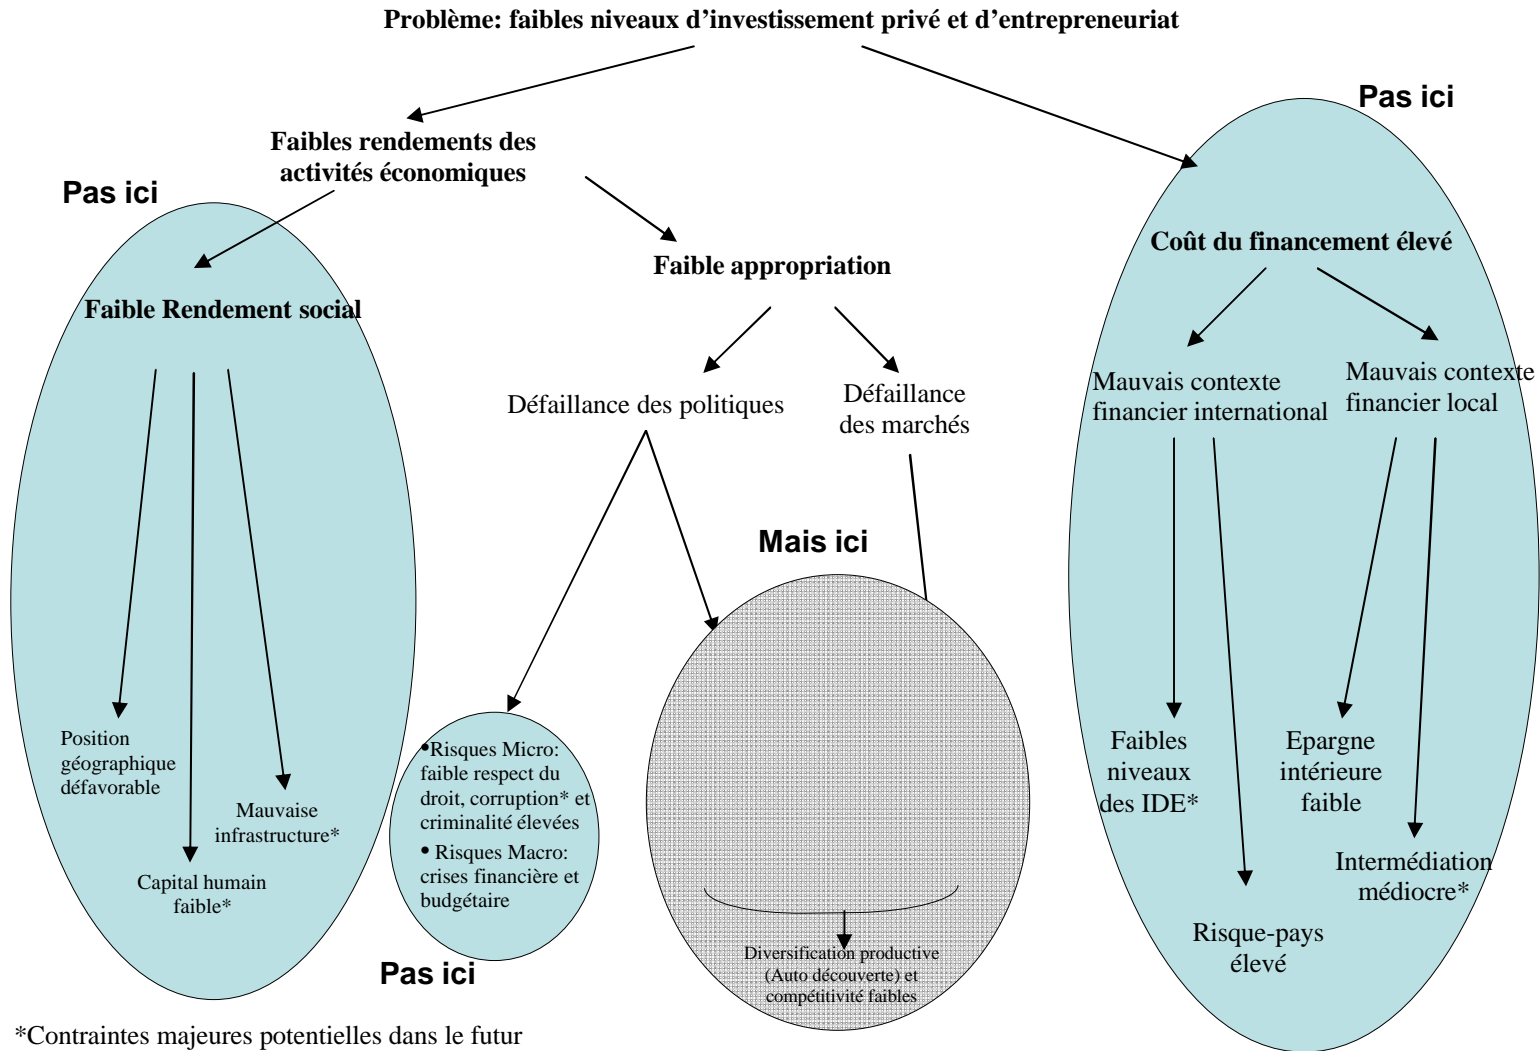 Problème: faibles niveaux d’investissement privé et d’entrepreneuriat
Pas ici
Faibles rendements des
activités économiques
Pas ici
Coût du financement élevé
Faible appropriation
Faible Rendement social
Mauvais contexte
financier international
Mauvais contexte
financier local
Défaillance des politiques
Défaillance
des marchés
Mais ici
Position
géographique
défavorable
Mauvaise
infrastructure*
Capital humain
faible*
•Risques Micro:
faible respect du
droit, corruption* et
criminalité élevées
• Risques Macro:
crises financière et
budgétaire
Pas ici
Diversification productive
(Auto découverte) et
compétitivité faibles
Faibles
niveaux
des IDE*
Epargne
intérieure
faible
Intermédiation
médiocre*
Risque-pays
élevé
*Contraintes majeures potentielles dans le futur